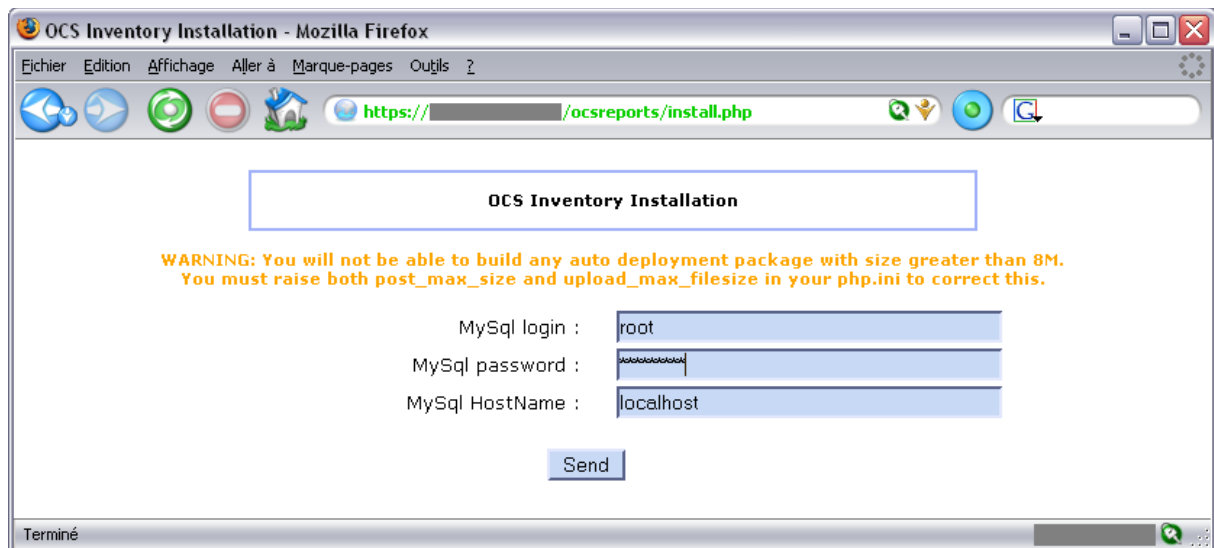 OCS Inventory Installation - Mozilla Firefox
Fichier Edition Affichage Aller à Marque-pages Outils ?
https:// /ocsreports/install.php
G
OCS Inventory Installation
WARNING: You will not be able to build any auto deployment package with size greater than 8M.
You must raise both post_max_size and upload_max_filesize in your php.ini to correct this.
MySql login : root
MySql password : **********
MySql HostName : localhost
Send
Terminé